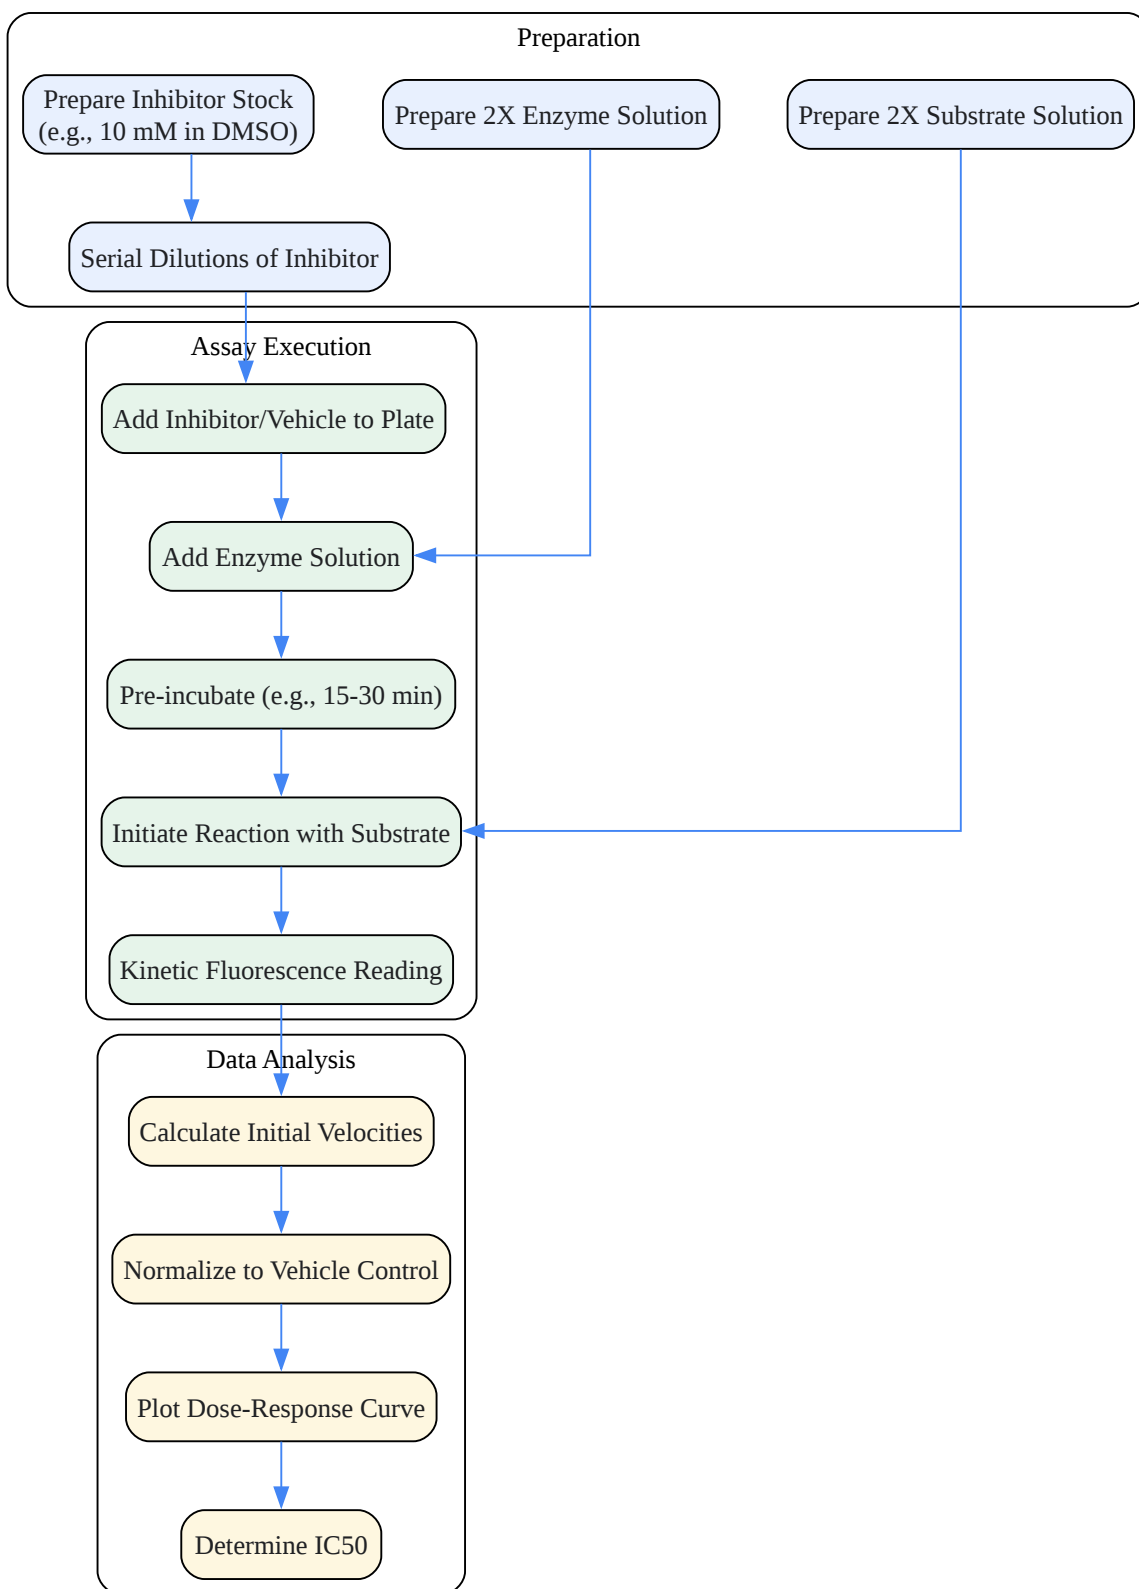 Preparation
Prepare Inhibitor Stock
(e.g., 10 mM in DMSO)
Prepare 2X Enzyme Solution
Prepare 2X Substrate Solution
Serial Dilutions of Inhibitor
Assay Execution
Add Inhibitor/Vehicle to Plate
Add Enzyme Solution
Pre-incubate (e.g., 15-30 min)
Initiate Reaction with Substrate
Kinetic Fluorescence Reading
Data Analysis
Calculate Initial Velocities
Normalize to Vehicle Control
Plot Dose-Response Curve
Determine IC50